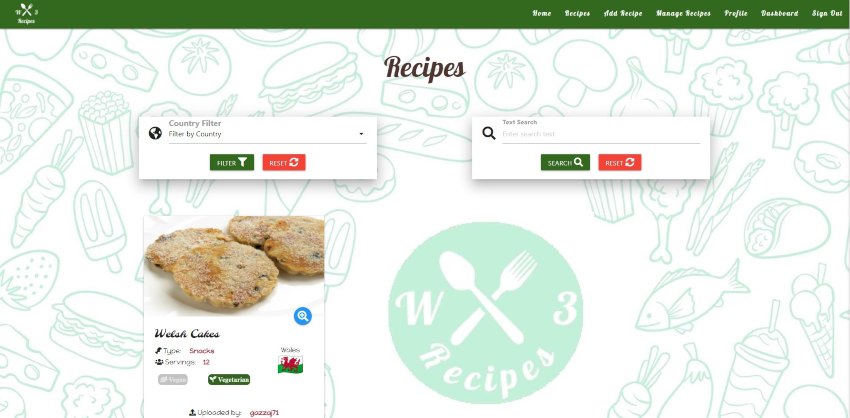 W 3
Recipes
Home Recipes Add Recipe Manage Recipes Profile Dashboard Sign Out
Recipes
Country Filter
Filter by Country
FILTER RESET
Text Search
Enter search text
SEARCH RESET
W 3
Recipes
Welsh Cakes
Type: Snacks
Servings: 12
Wales
Vegan Vegetarian
Uploaded by: gazzaj71